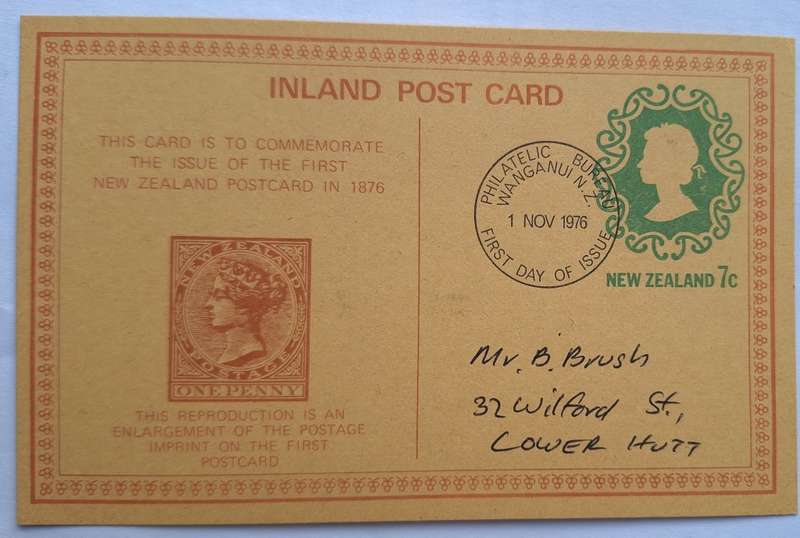 INLAND POST CARD
THIS CARD IS TO COMMEMORATE
THE ISSUE OF THE FIRST
NEW ZEALAND POSTCARD IN 1876
NEW ZEALAND
POSTAGE
ONE PENNY
THIS REPRODUCTION IS AN
ENLARGEMENT OF THE POSTAGE
IMPRINT ON THE FIRST
POSTCARD
PHILATELIC BUREAU
WANGANUI N.Z.
1 NOV 1976
FIRST DAY OF ISSUE
NEW ZEALAND 7c
Mr. B. Brush
32 Wilford St.,
LOWER HUTT